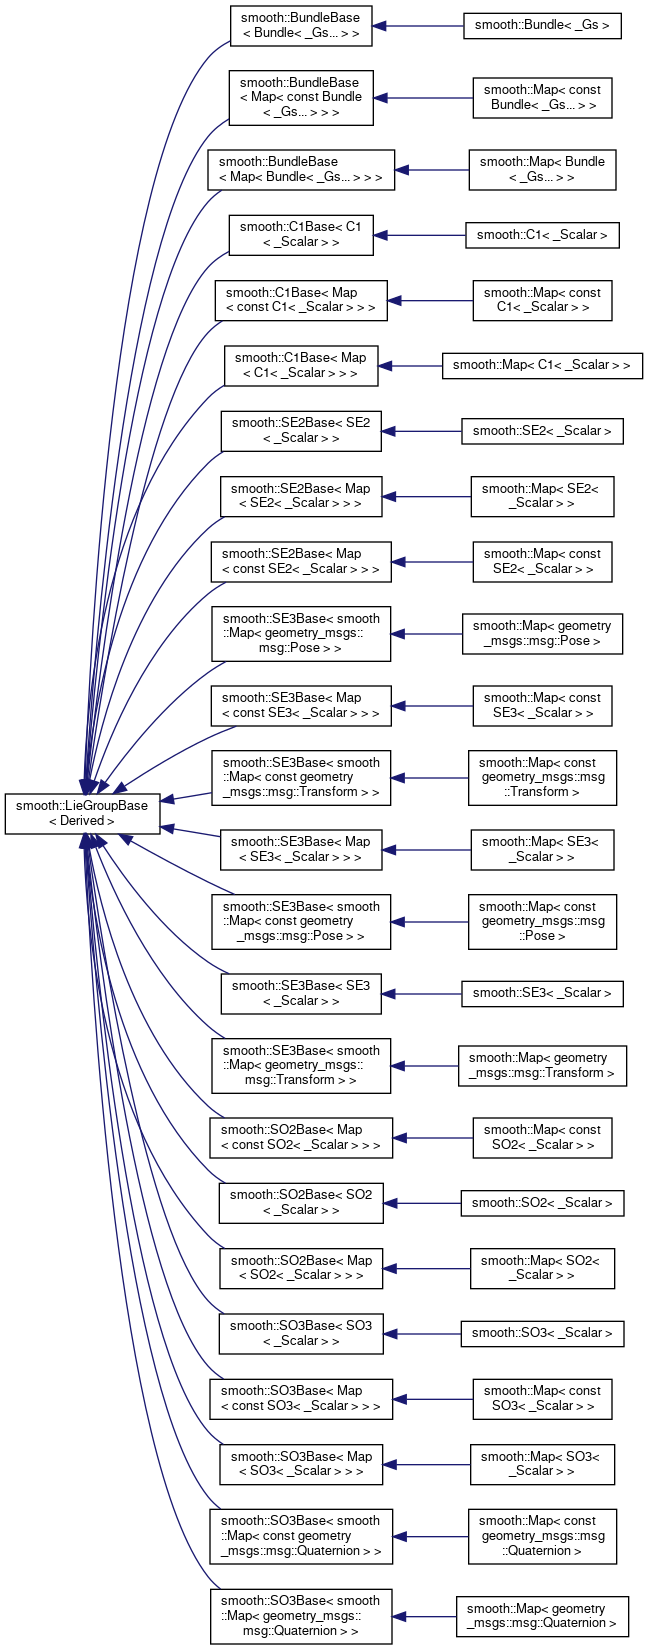 smooth::BundleBase
< Bundle< _Gs... > >
smooth::Bundle< _Gs >
smooth::BundleBase
< Map< const Bundle
< _Gs... > > >
smooth::Map< const
Bundle< _Gs... > >
smooth::BundleBase
< Map< Bundle< _Gs... > > >
smooth::Map< Bundle
< _Gs... > >
smooth::C1Base< C1
< _Scalar > >
smooth::C1< _Scalar >
smooth::C1Base< Map
< const C1< _Scalar > > >
smooth::Map< const
C1< _Scalar > >
smooth::C1Base< Map
< C1< _Scalar > > >
smooth::Map< C1< _Scalar > >
smooth::SE2Base< SE2
< _Scalar > >
smooth::SE2< _Scalar >
smooth::SE2Base< Map
< SE2< _Scalar > > >
smooth::Map< SE2<
_Scalar > >
smooth::SE2Base< Map
< const SE2< _Scalar > > >
smooth::Map< const
SE2< _Scalar > >
smooth::SE3Base< smooth
::Map< geometry_msgs::
msg::Pose > >
smooth::Map< geometry
_msgs::msg::Pose >
smooth::SE3Base< Map
< const SE3< _Scalar > > >
smooth::Map< const
SE3< _Scalar > >
smooth::SE3Base< smooth
::Map< const geometry
_msgs::msg::Transform > >
smooth::Map< const
geometry_msgs::msg
::Transform >
smooth::LieGroupBase
< Derived >
smooth::SE3Base< Map
< SE3< _Scalar > > >
smooth::Map< SE3<
_Scalar > >
smooth::SE3Base< smooth
::Map< const geometry
_msgs::msg::Pose > >
smooth::Map< const
geometry_msgs::msg
::Pose >
smooth::SE3Base< SE3
< _Scalar > >
smooth::SE3< _Scalar >
smooth::SE3Base< smooth
::Map< geometry_msgs::
msg::Transform > >
smooth::Map< geometry
_msgs::msg::Transform >
smooth::SO2Base< Map
< const SO2< _Scalar > > >
smooth::Map< const
SO2< _Scalar > >
smooth::SO2Base< SO2
< _Scalar > >
smooth::SO2< _Scalar >
smooth::SO2Base< Map
< SO2< _Scalar > > >
smooth::Map< SO2<
_Scalar > >
smooth::SO3Base< SO3
< _Scalar > >
smooth::SO3< _Scalar >
smooth::SO3Base< Map
< const SO3< _Scalar > > >
smooth::Map< const
SO3< _Scalar > >
smooth::SO3Base< Map
< SO3< _Scalar > > >
smooth::Map< SO3<
_Scalar > >
smooth::SO3Base< smooth
::Map< const geometry
_msgs::msg::Quaternion > >
smooth::Map< const
geometry_msgs::msg
::Quaternion >
smooth::SO3Base< smooth
::Map< geometry_msgs::
msg::Quaternion > >
smooth::Map< geometry
_msgs::msg::Quaternion >